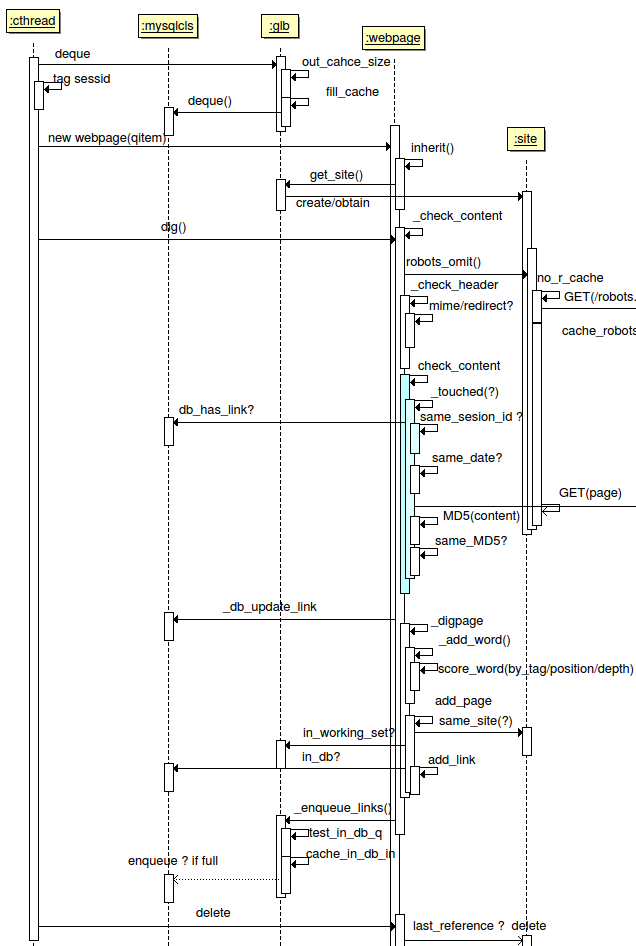 :cthread
:mysqlcls
:glb
:webpage
deque
out_cahce_size
tag sessid
fill_cache
deque()
new webpage(qitem)
:site
inherit()
get_site()
create/obtain
_check_content
dig()
robots_omit()
no_r_cache
_check_header
GET(/robots.
mime/redirect?
cache_robots
check_content
_touched(?)
db_has_link?
same_sesion_id ?
same_date?
GET(page)
MD5(content)
same_MD5?
_db_update_link
_digpage
_add_word()
score_word(by_tag/position/depth)
add_page
same_site(?)
in_working_set?
in_db?
add_link
_enqueue_links()
test_in_db_q
cache_in_db_in
enqueue ? if full
delete
last_reference ? delete